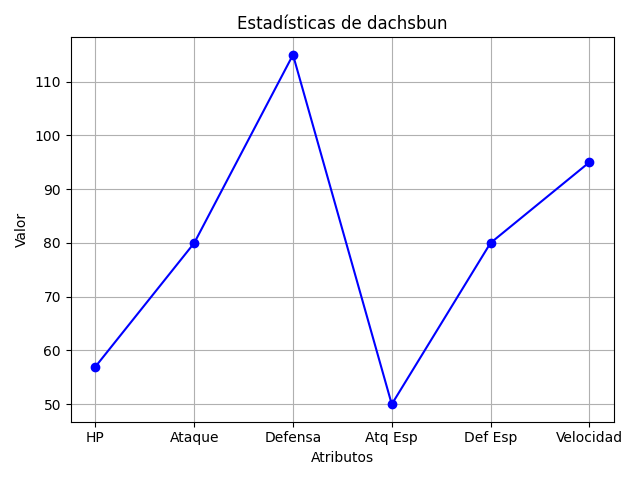 Estadísticas de dachsbun
Valor
110
100
90
80
70
60
50
HP Ataque Defensa Atq Esp Def Esp Velocidad
Atributos